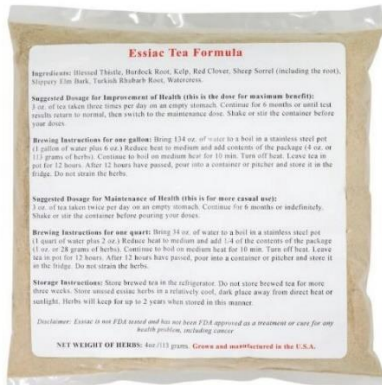 Essiac Tea Formula
Ingredients: Blessed Thistle, Burdock Root, Kelp, Red Clover, Sheep Sorrel (including the root),
Slippery Elm Bark, Turkish Rhubarb Root, Watercress.
Suggested Dosage for Improvement of Health (this is the dose for maximum benefit):
3 oz. of tea taken three times per day on an empty stomach. Continue for 6 months or until test
results return to normal, then switch to the maintenance dose. Shake or stir the container before
your doses.
Brewing Instructions for one gallon: Bring 134 oz. of water to a boil in a stainless steel pot
(1 gallon of water plus 6 oz.) Reduce heat to medium and add contents of the package (4 oz. or
113 grams of herbs). Continue to boil on medium heat for 10 min. Turn off heat. Leave tea in
pot for 12 hours. After 12 hours have passed, pour into a container or pitcher and store it in the
fridge. Do not strain the herbs.
Suggested Dosage for Maintenance of Health (this is for more casual use):
3 oz. of tea taken twice per day on an empty stomach. Continue for 6 months or indefinitely.
Shake or stir the container before pouring your doses.
Brewing Instructions for one quart: Bring 34 oz. of water to a boil in a stainless steel pot
(1 quart of water plus 2 oz.) Reduce heat to medium and add 1/4 of the contents of the package
(1 oz. or 28 grams of herbs). Continue to boil on medium heat for 10 min. Turn off heat. Leave
tea in pot for 12 hours. After 12 hours have passed, pour into a container or pitcher and store it
in the fridge. Do not strain the herbs.
Storage Instructions: Store brewed tea in the refrigerator. Do not store brewed tea for more
three weeks. Store unused herbs in a relatively cool, dark place away from direct heat or
sunlight. Herbs will keep for up to 2 years when stored in this manner.
Disclaimer: Essiac is not FDA tested and has not been FDA approved as a treatment or cure for any
health problem, including cancer
NET WEIGHT OF HERBS: 4oz /113 grams. Grown and manufactured in the U.S.A.